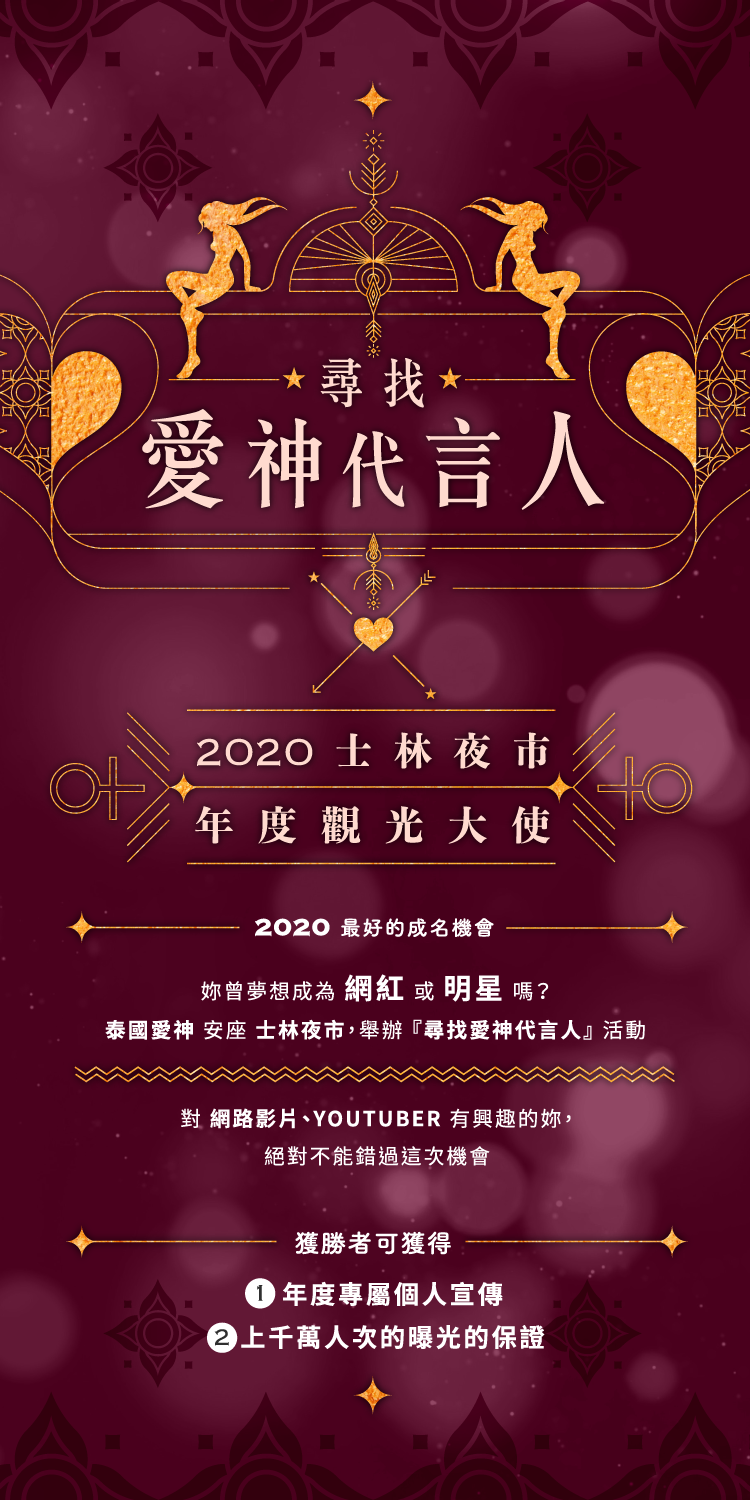 尋找
愛神代言人
2020 士林夜市
年度觀光大使
2020 最好的成名機會
妳曾夢想成為 網紅 或 明星 嗎？
泰國愛神 安座 士林夜市，舉辦『尋找愛神代言人』活動
對 網路影片、YOUTUBER 有興趣的妳，
絕對不能錯過這次機會
獲勝者可獲得
1 年度專屬個人宣傳
2 上千萬人次的曝光的保證